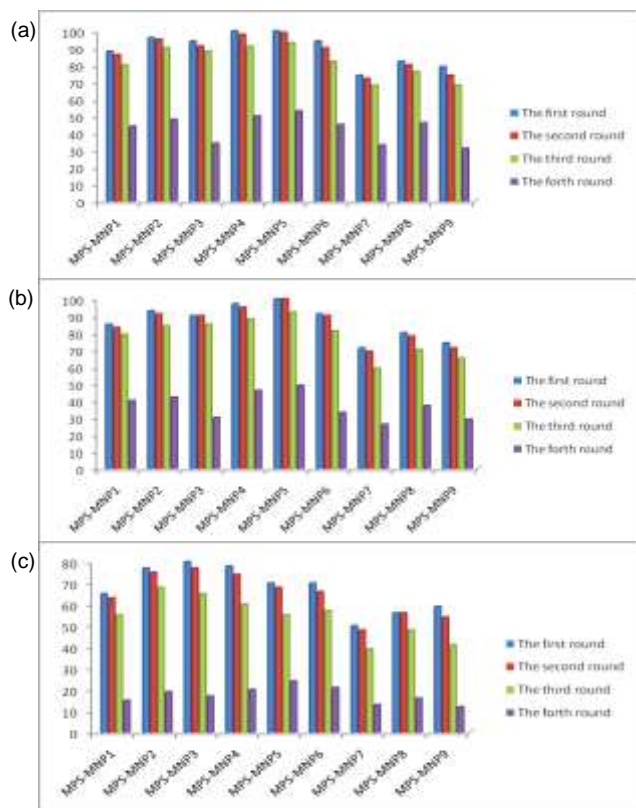 (a)
100
90
80
70
60
50
40
30
20
10
0
MPS-MNP1
MPS-MNP2
MPS-MNP3
MPS-MNP4
MPS-MNP5
MPS-MNP6
MPS-MNP7
MPS-MNP8
MPS-MNP9
The first round
The second round
The third round
The forth round
(b)
100
90
80
70
60
50
40
30
20
10
0
MPS-MNP1
MPS-MNP2
MPS-MNP3
MPS-MNP4
MPS-MNP5
MPS-MNP6
MPS-MNP7
MPS-MNP8
MPS-MNP9
The first round
The second round
The third round
The forth round
(c)
80
70
60
50
40
30
20
10
0
MPS-MNP1
MPS-MNP2
MPS-MNP3
MPS-MNP4
MPS-MNP5
MPS-MNP6
MPS-MNP7
MPS-MNP8
MPS-MNP9
The first round
The second round
The third round
The forth round